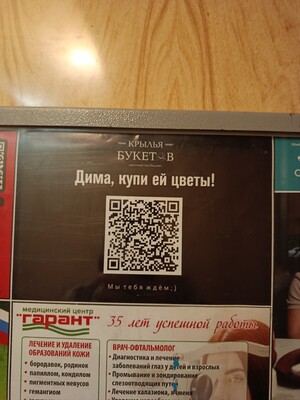 КРЫЛЬЯ
БУКЕТОВ
Дима, купи ей цветы!
Мы тебя ждём;)
медицинский центр
"гарант"
35 лет успешной работы
ЛЕЧЕНИЕ И УДАЛЕНИЕ
ОБРАЗОВАНИЙ КОЖИ
• бородавок, родинок
• папиллом, кондилом
• пигментных невусов
• гемангиом
ВРАЧ-ОФТАЛЬМОЛОГ
• Диагностика и лечение
заболеваний глаз у детей и взрослых
• Промывание и зондирование
слезоотводящих путей
• Лечение халазиона, ячменя